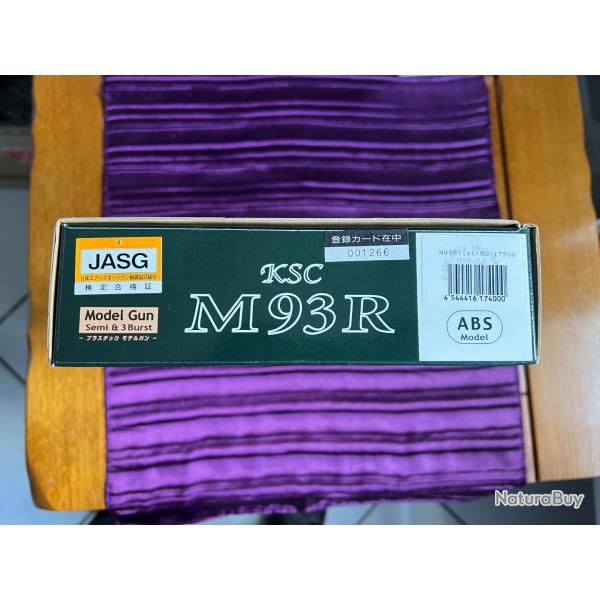 4
JASG
検定合格証
Model Gun
Semi & 3 Burst
- プラスチック モデルガン -
KSC
M93R
登録カード在中
001266
4 544416 174000
ABS
Model
NaturaBuy